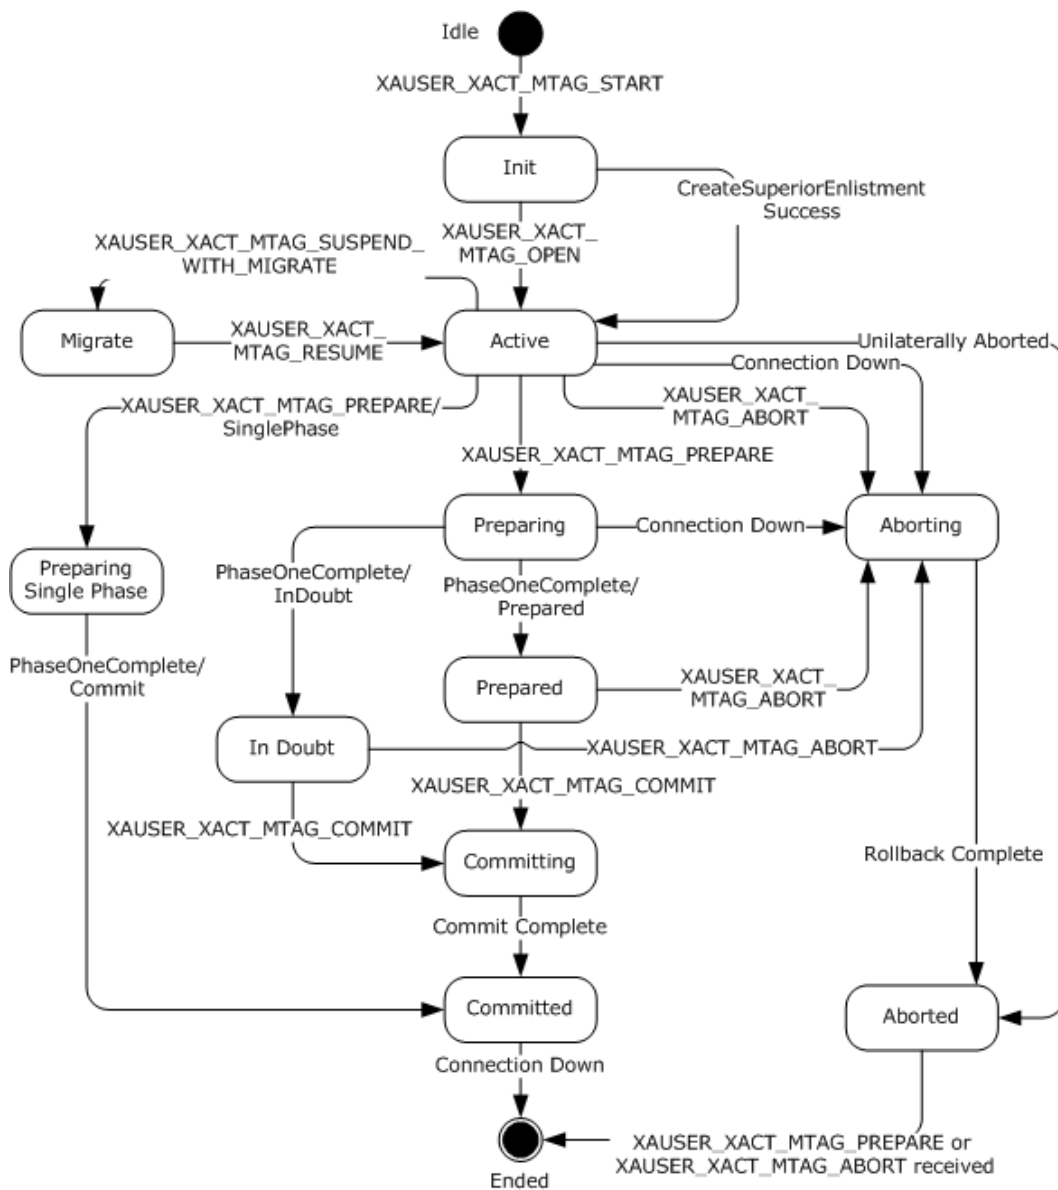 Idle
XAUSER_XACT_MTAG_START
Init
CreateSuperiorEnlistment
Success
XAUSER_XACT_
MTAG_OPEN
XAUSER_XACT_MTAG_SUSPEND_
WITH_MIGRATE
Migrate
XAUSER_XACT_
MTAG_RESUME
Active
Unilaterally Aborted
Connection Down
XAUSER_XACT_
MTAG_ABORT
XAUSER_XACT_MTAG_PREPARE/
SinglePhase
XAUSER_XACT_MTAG_PREPARE
Preparing
Connection Down
Aborting
Preparing
Single Phase
PhaseOneComplete/
InDoubt
PhaseOneComplete/
Prepared
PhaseOneComplete/
Commit
Prepared
XAUSER_XACT_
MTAG_ABORT
In Doubt
XAUSER_XACT_MTAG_ABORT
XAUSER_XACT_MTAG_COMMIT
XAUSER_XACT_MTAG_COMMIT
Committing
Rollback Complete
Commit Complete
Committed
Aborted
Connection Down
XAUSER_XACT_MTAG_PREPARE or
XAUSER_XACT_MTAG_ABORT received
Ended